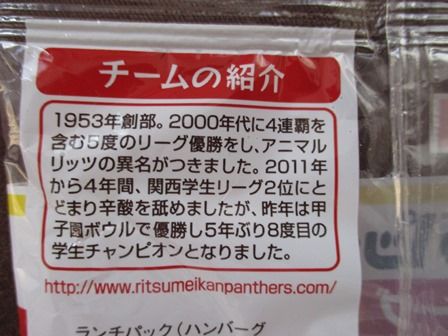 チームの紹介
1953年創部。2000年代に4連覇を
含む5度のリーグ優勝をし、アニマル
リッツの異名がつきました。2011年
から4年間、関西学生リーグ2位にと
どまり辛酸を舐めましたが、昨年は甲
子園ボウルで優勝し5年ぶり8度目の
学生チャンピオンとなりました。
http://www.ritsumeikanpanthers.com/
ランチパック(ハンバーグ